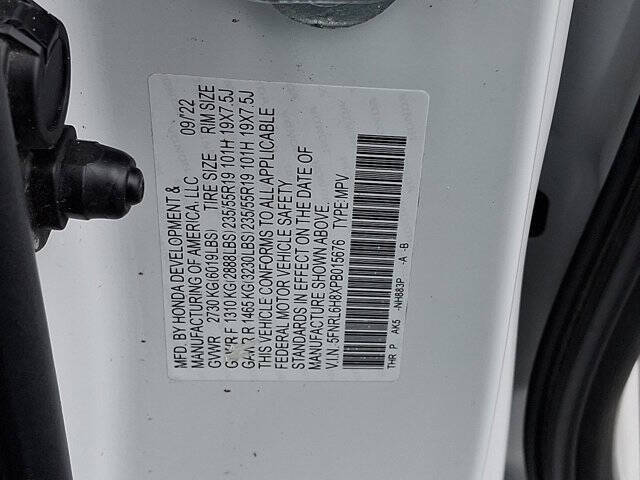 MFD. BY HONDA DEVELOPMENT &
MANUFACTURING OF AMERICA, LLC 09/22
GVWR 2730 KG(6019LBS) TIRE SIZE RIM SIZE
GAWR F 1310 KG(2888LBS) 235/55R19 101H 19X7.5J
GAWR R 1465 KG(3230LBS) 235/55R19 101H 19X7.5J
THIS VEHICLE CONFORMS TO ALL APPLICABLE
FEDERAL MOTOR VEHICLE SAFETY
STANDARDS IN EFFECT ON THE DATE OF
MANUFACTURE SHOWN ABOVE.
V.I.N. 5FNRL6H8XPB015676 TYPE: MPV
THR P AK5 -NH883P -A -B